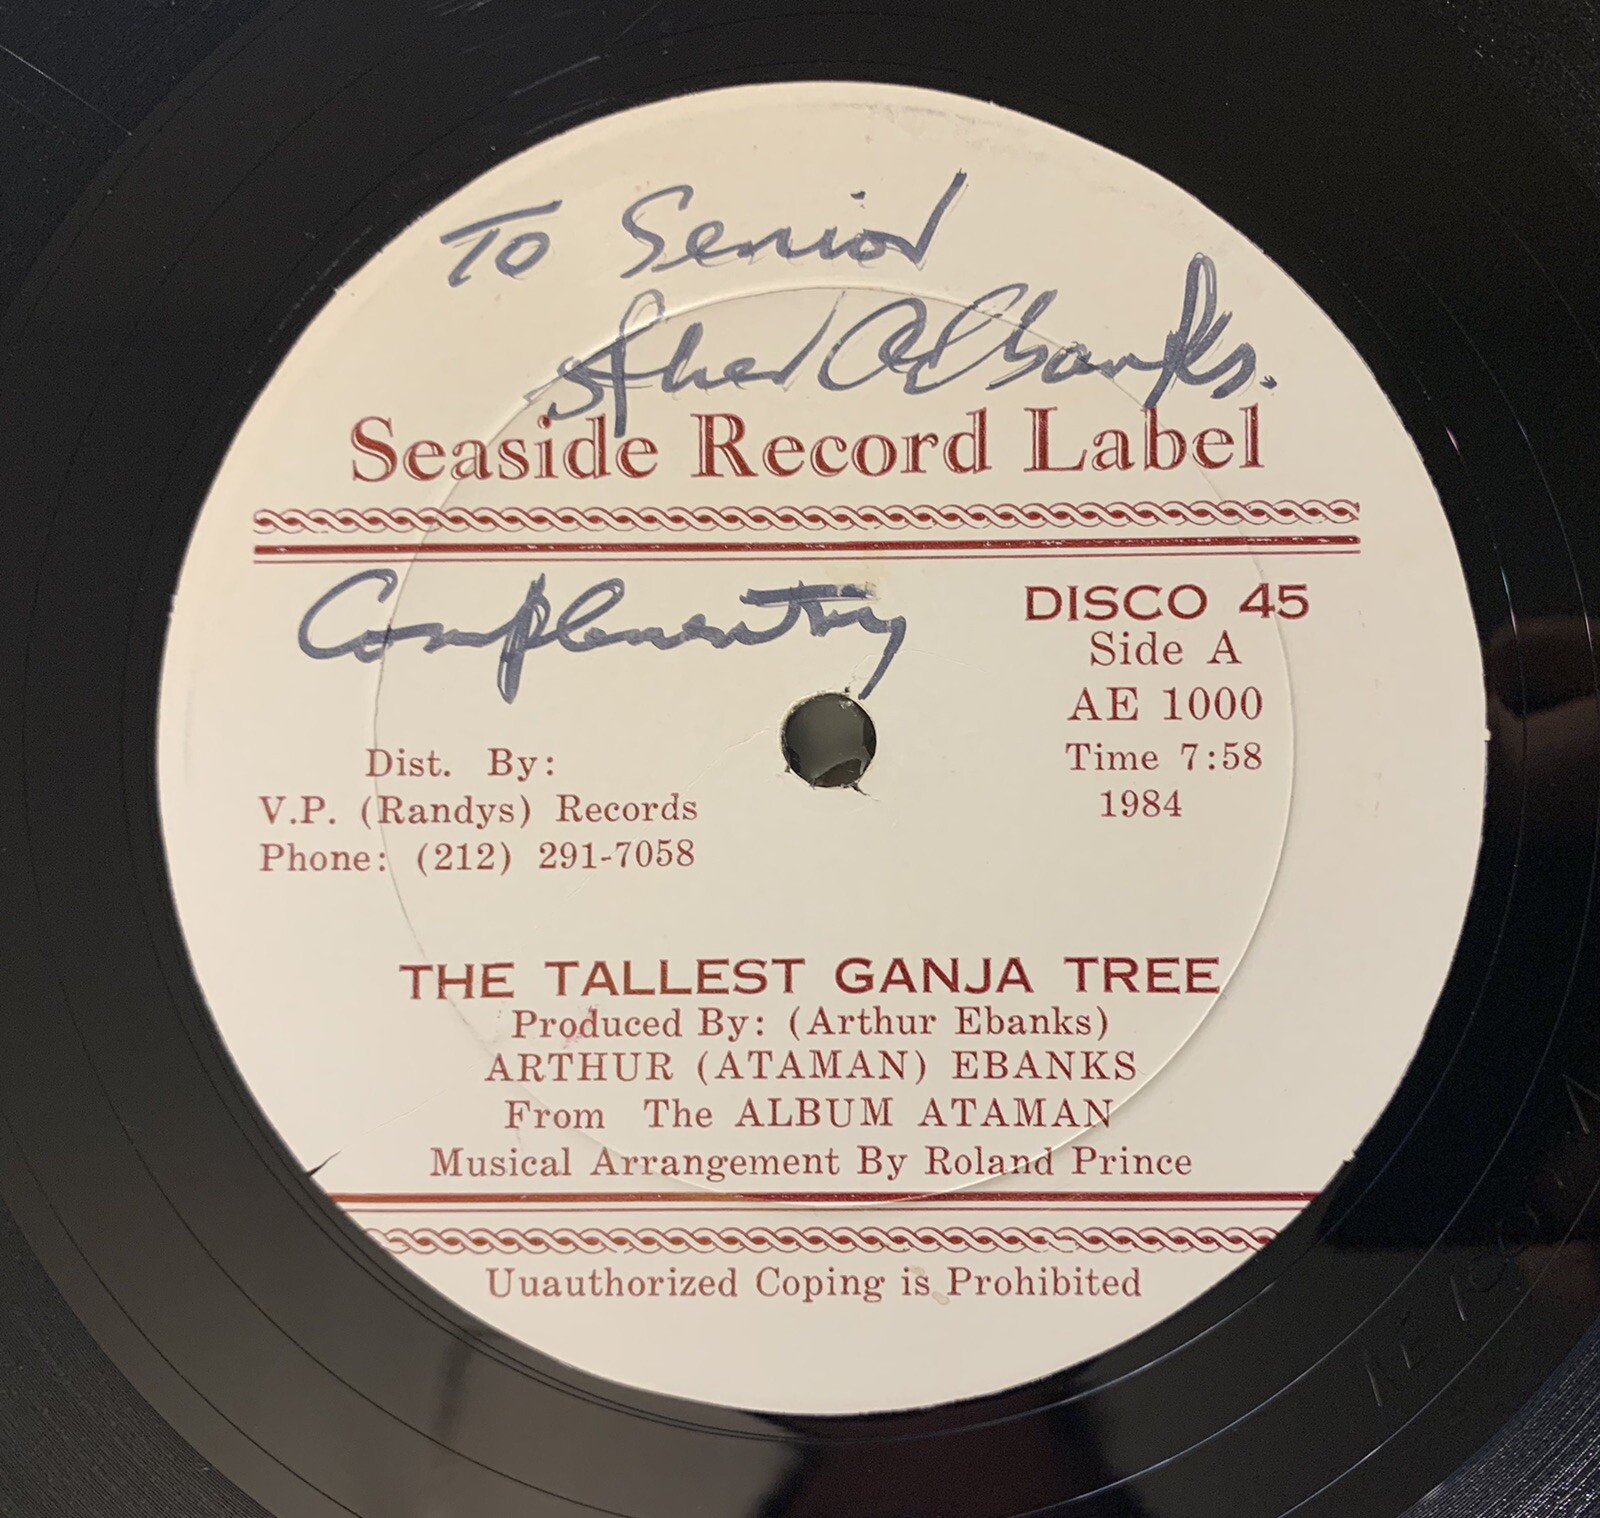 To Senior
Ebanks.
Seaside Record Label
Complementry
DISCO 45
Side A
AE 1000
Time 7:58
1984
Dist. By:
V.P. (Randys) Records
Phone: (212) 291-7058
THE TALLEST GANJA TREE
Produced By: (Arthur Ebanks)
ARTHUR (ATAMAN) EBANKS
From The ALBUM ATAMAN
Musical Arrangement By Roland Prince
Uuauthorized Coping is Prohibited